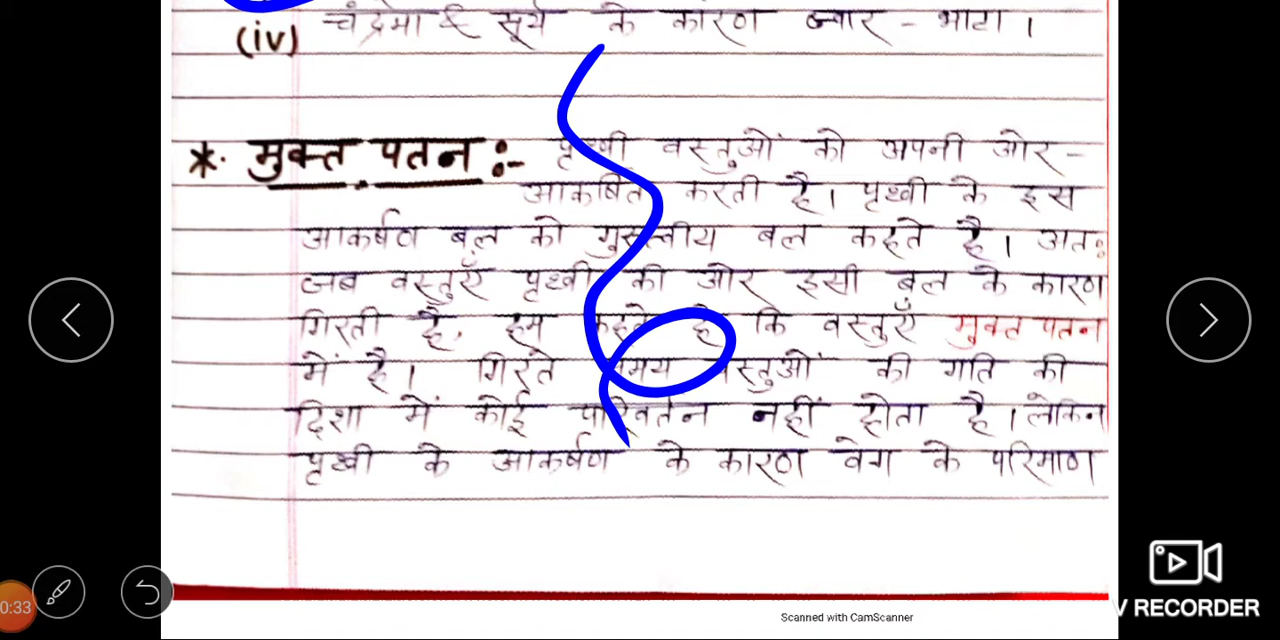 (iv) चंद्रमा & सूर्य के कारण ज्वार - भाटा ।
*. मुक्त पतन :- पृथ्वी वस्तुओं को अपनी ओर -
आकर्षित करती है। पृथ्वी के इस
आकर्षण बल को गुरुत्वीय बल कहते है। अतः
जब वस्तुएँ पृथ्वी की ओर इसी बल के कारण
गिरती है, हम कहते है कि वस्तुएँ मुक्त पतन
में है। गिरते समय वस्तुओं की गति की
दिशा में कोई परिवर्तन नहीं होता है। लेकिन
पृथ्वी के आकर्षण के कारण वेग के परिमाण
Scanned with CamScanner
0:33
V RECORDER